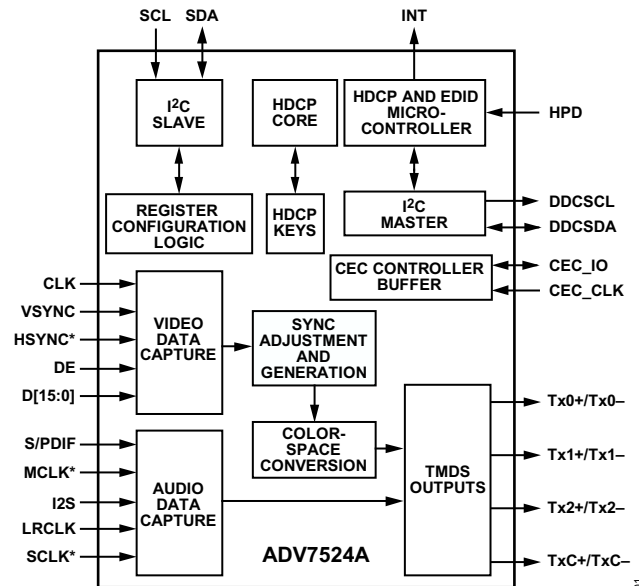 SCL SDA INT
I²C
SLAVE
HDCP
CORE
HDCP AND EDID
MICRO-
CONTROLLER
HPD
REGISTER
CONFIGURATION
LOGIC
HDCP
KEYS
I²C
MASTER
DDCSCL
DDCSDA
CEC CONTROLLER
BUFFER
CEC_IO
CEC_CLK
CLK
VSYNC
HSYNC*
DE
D[15:0]
VIDEO
DATA
CAPTURE
SYNC
ADJUSTMENT
AND
GENERATION
COLOR-
SPACE
CONVERSION
TMDS
OUTPUTS
Tx0+/Tx0–
Tx1+/Tx1–
Tx2+/Tx2–
TxC+/TxC–
S/PDIF
MCLK*
I2S
LRCLK
SCLK*
AUDIO
DATA
CAPTURE
ADV7524A